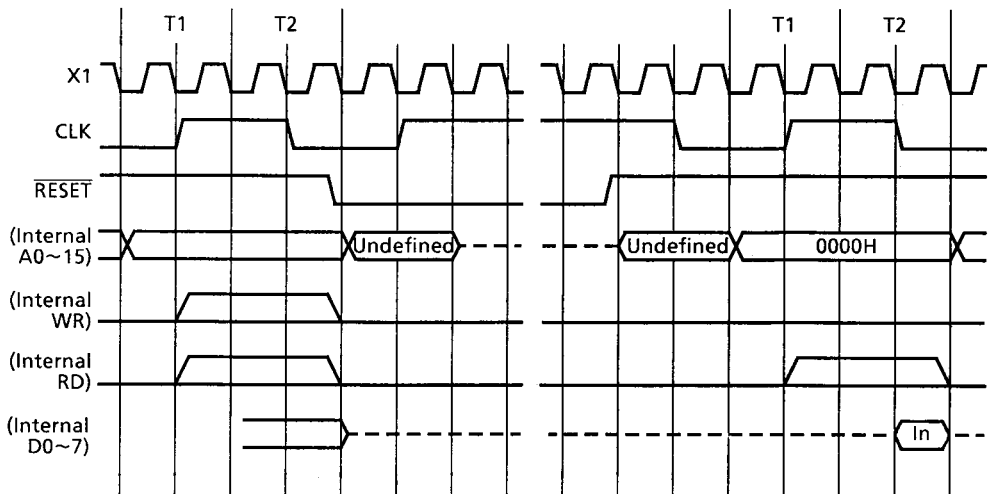 T1 T2 T1 T2
X1
CLK
RESET
(Internal
A0~15) Undefined Undefined 0000H
(Internal
WR)
(Internal
RD)
(Internal
D0~7) In